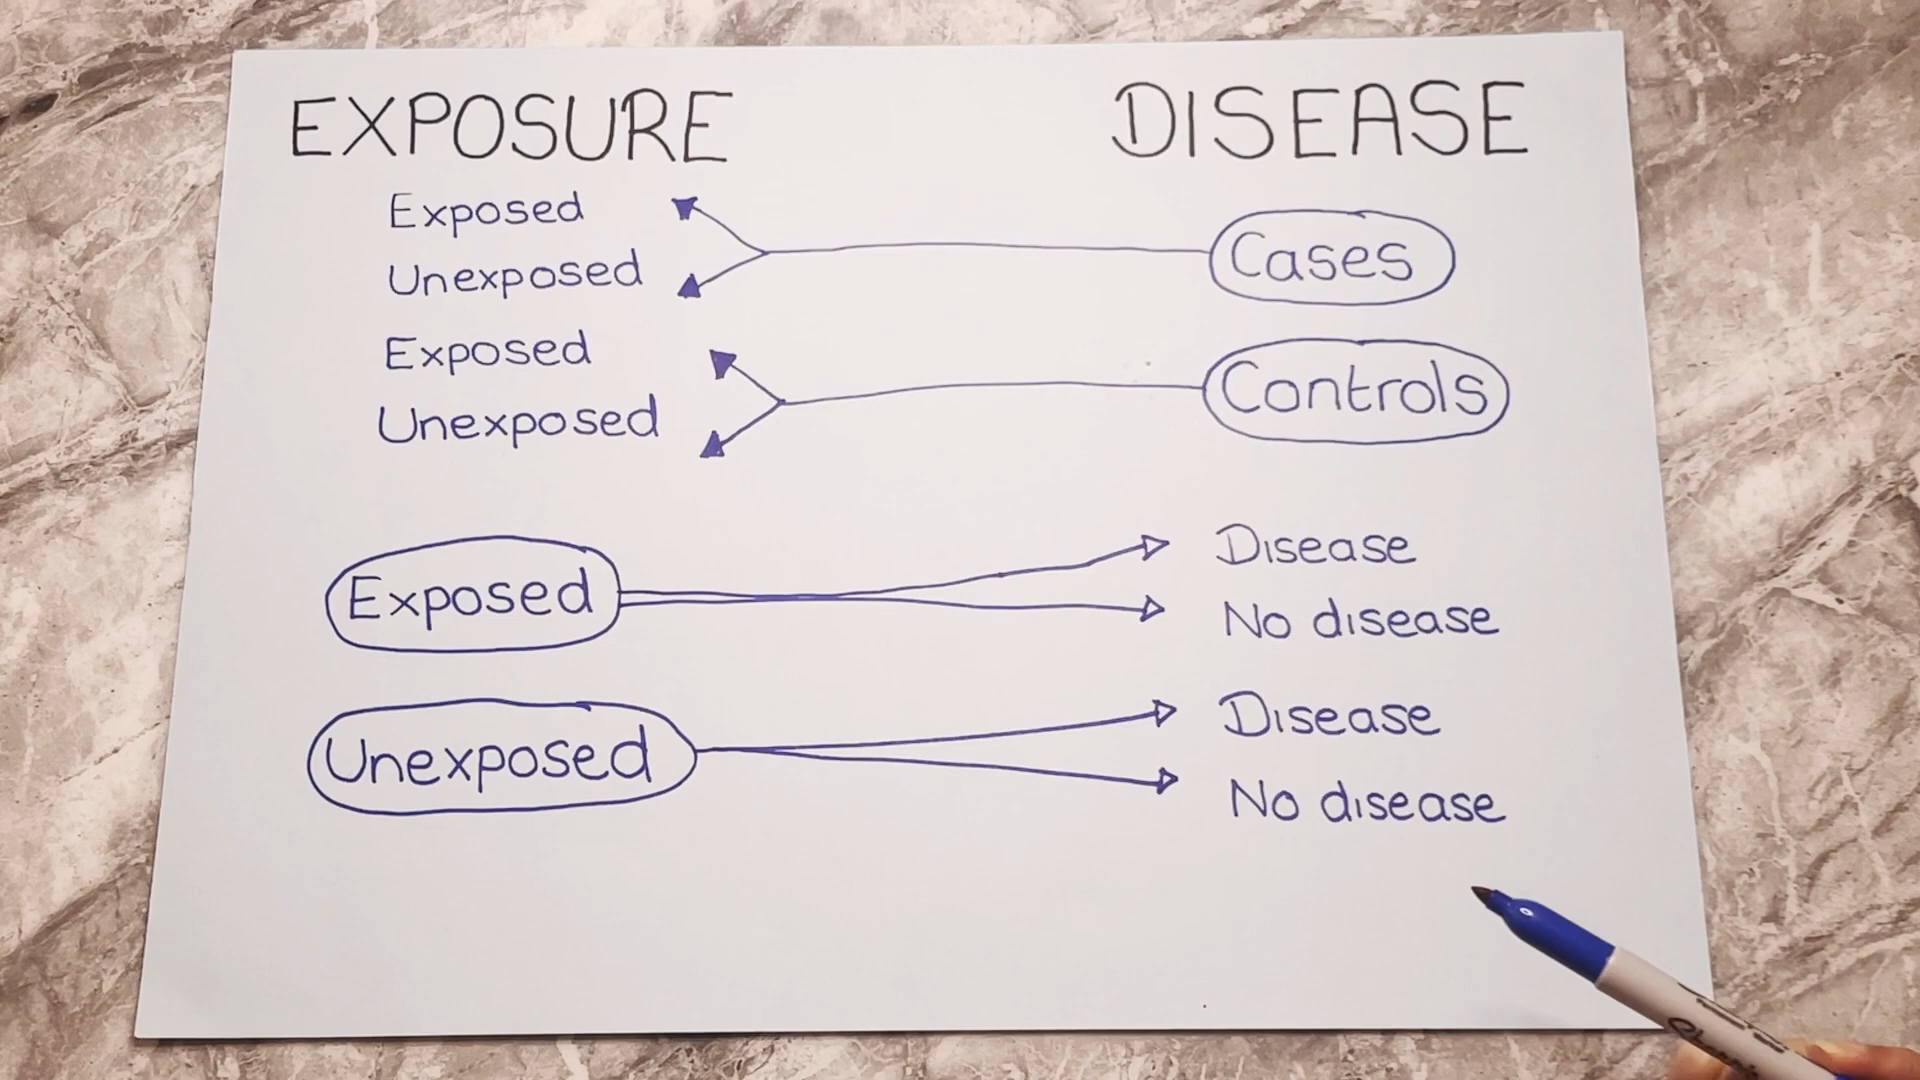 EXPOSURE DISEASE
Exposed
Unexposed
Cases
Exposed
Unexposed
Controls
Exposed
Disease
No disease
Unexposed
Disease
No disease